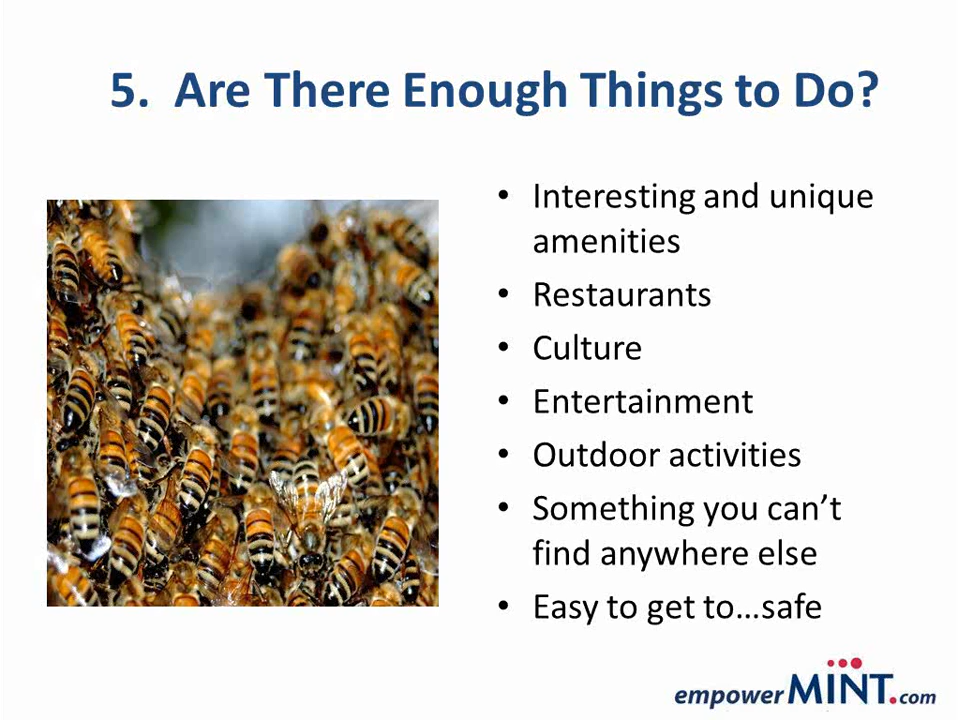 5. Are There Enough Things to Do?
• Interesting and unique
amenities
• Restaurants
• Culture
• Entertainment
• Outdoor activities
• Something you can’t
find anywhere else
• Easy to get to…safe
empowerMINT.com